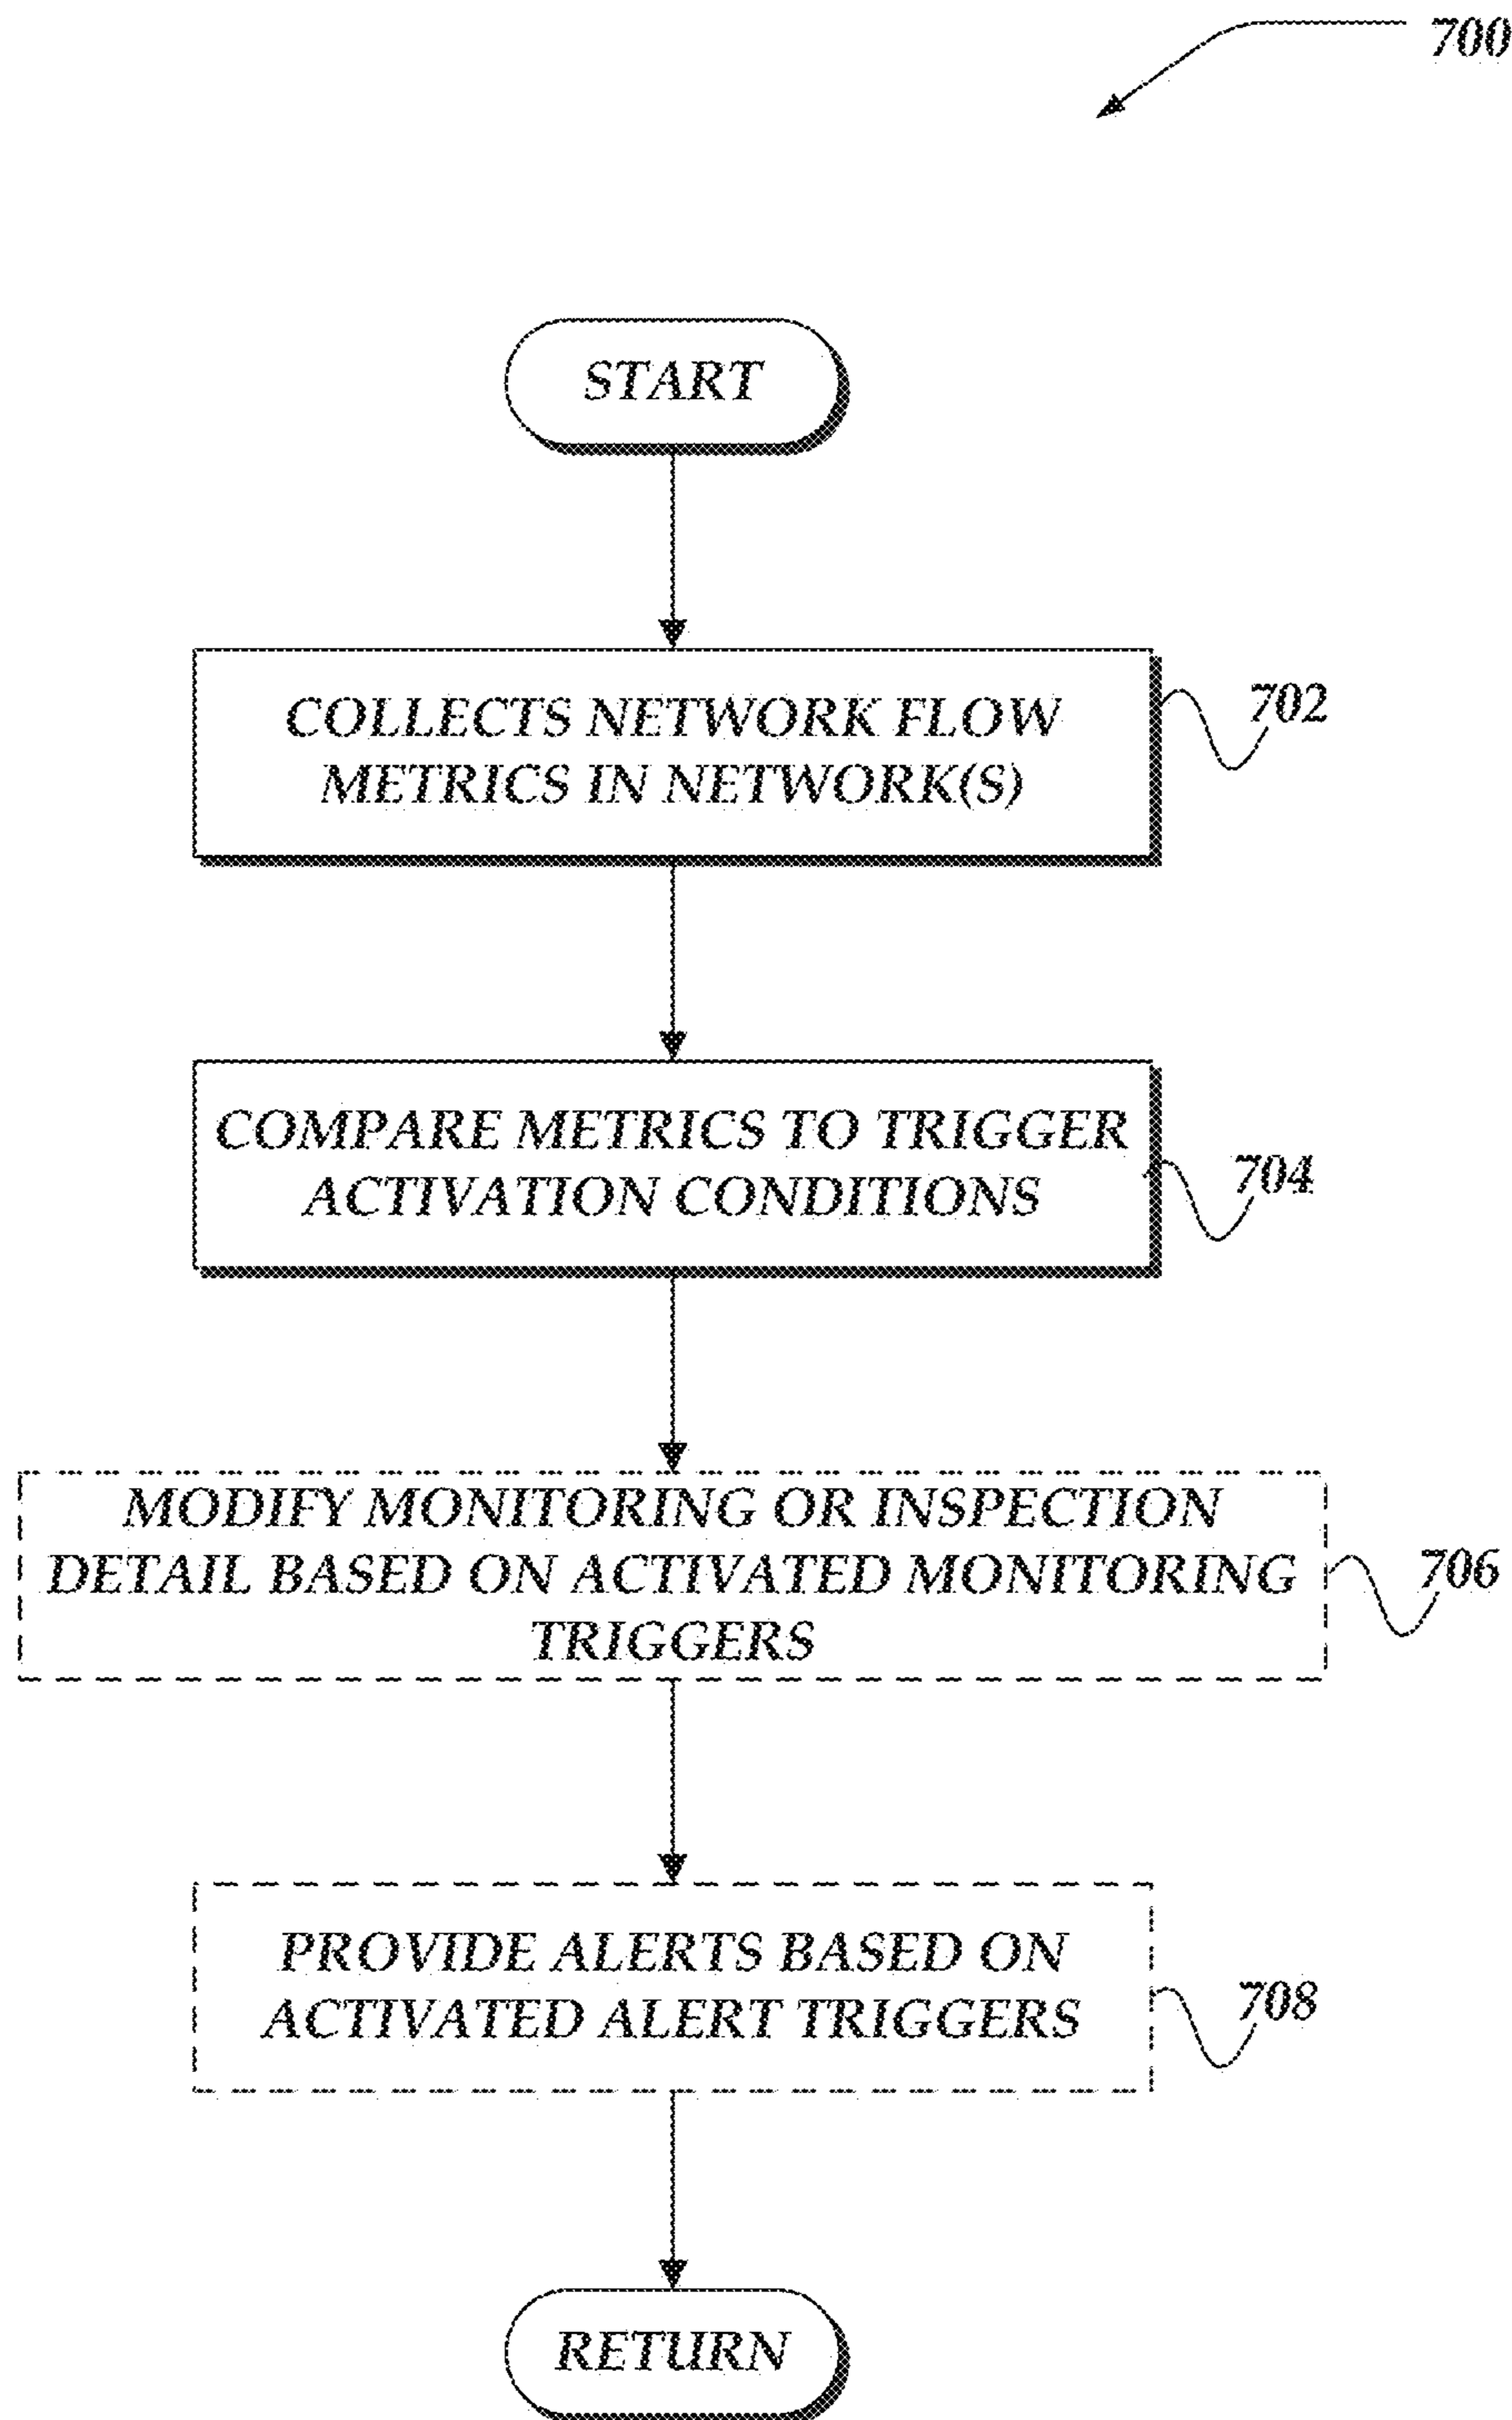 700
START
COLLECTS NETWORK FLOW
METRICS IN NETWORK(S)
702
COMPARE METRICS TO TRIGGER
ACTIVATION CONDITIONS
704
MODIFY MONITORING OR INSPECTION
DETAIL BASED ON ACTIVATED MONITORING
TRIGGERS
706
PROVIDE ALERTS BASED ON
ACTIVATED ALERT TRIGGERS
708
RETURN